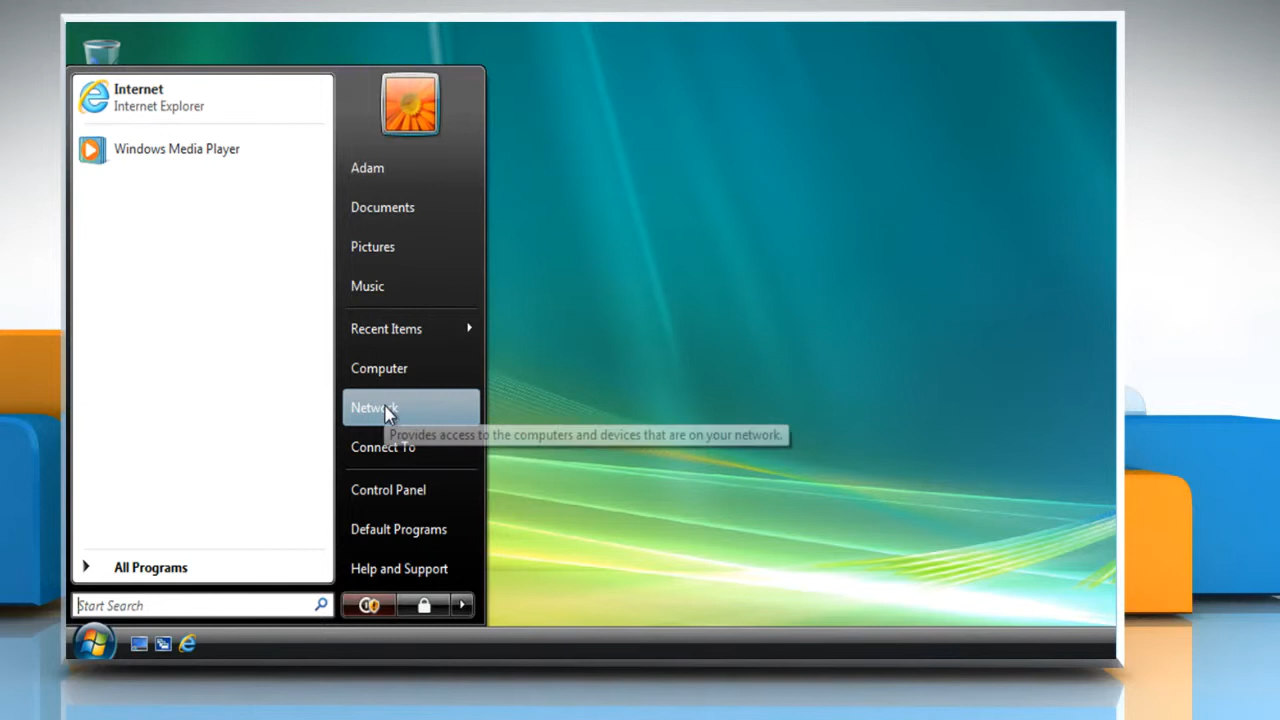 Internet
Internet Explorer
Windows Media Player
All Programs
Start Search
Adam
Documents
Pictures
Music
Recent Items
Computer
Network
Provides access to the computers and devices that are on your network.
Connect To
Control Panel
Default Programs
Help and Support